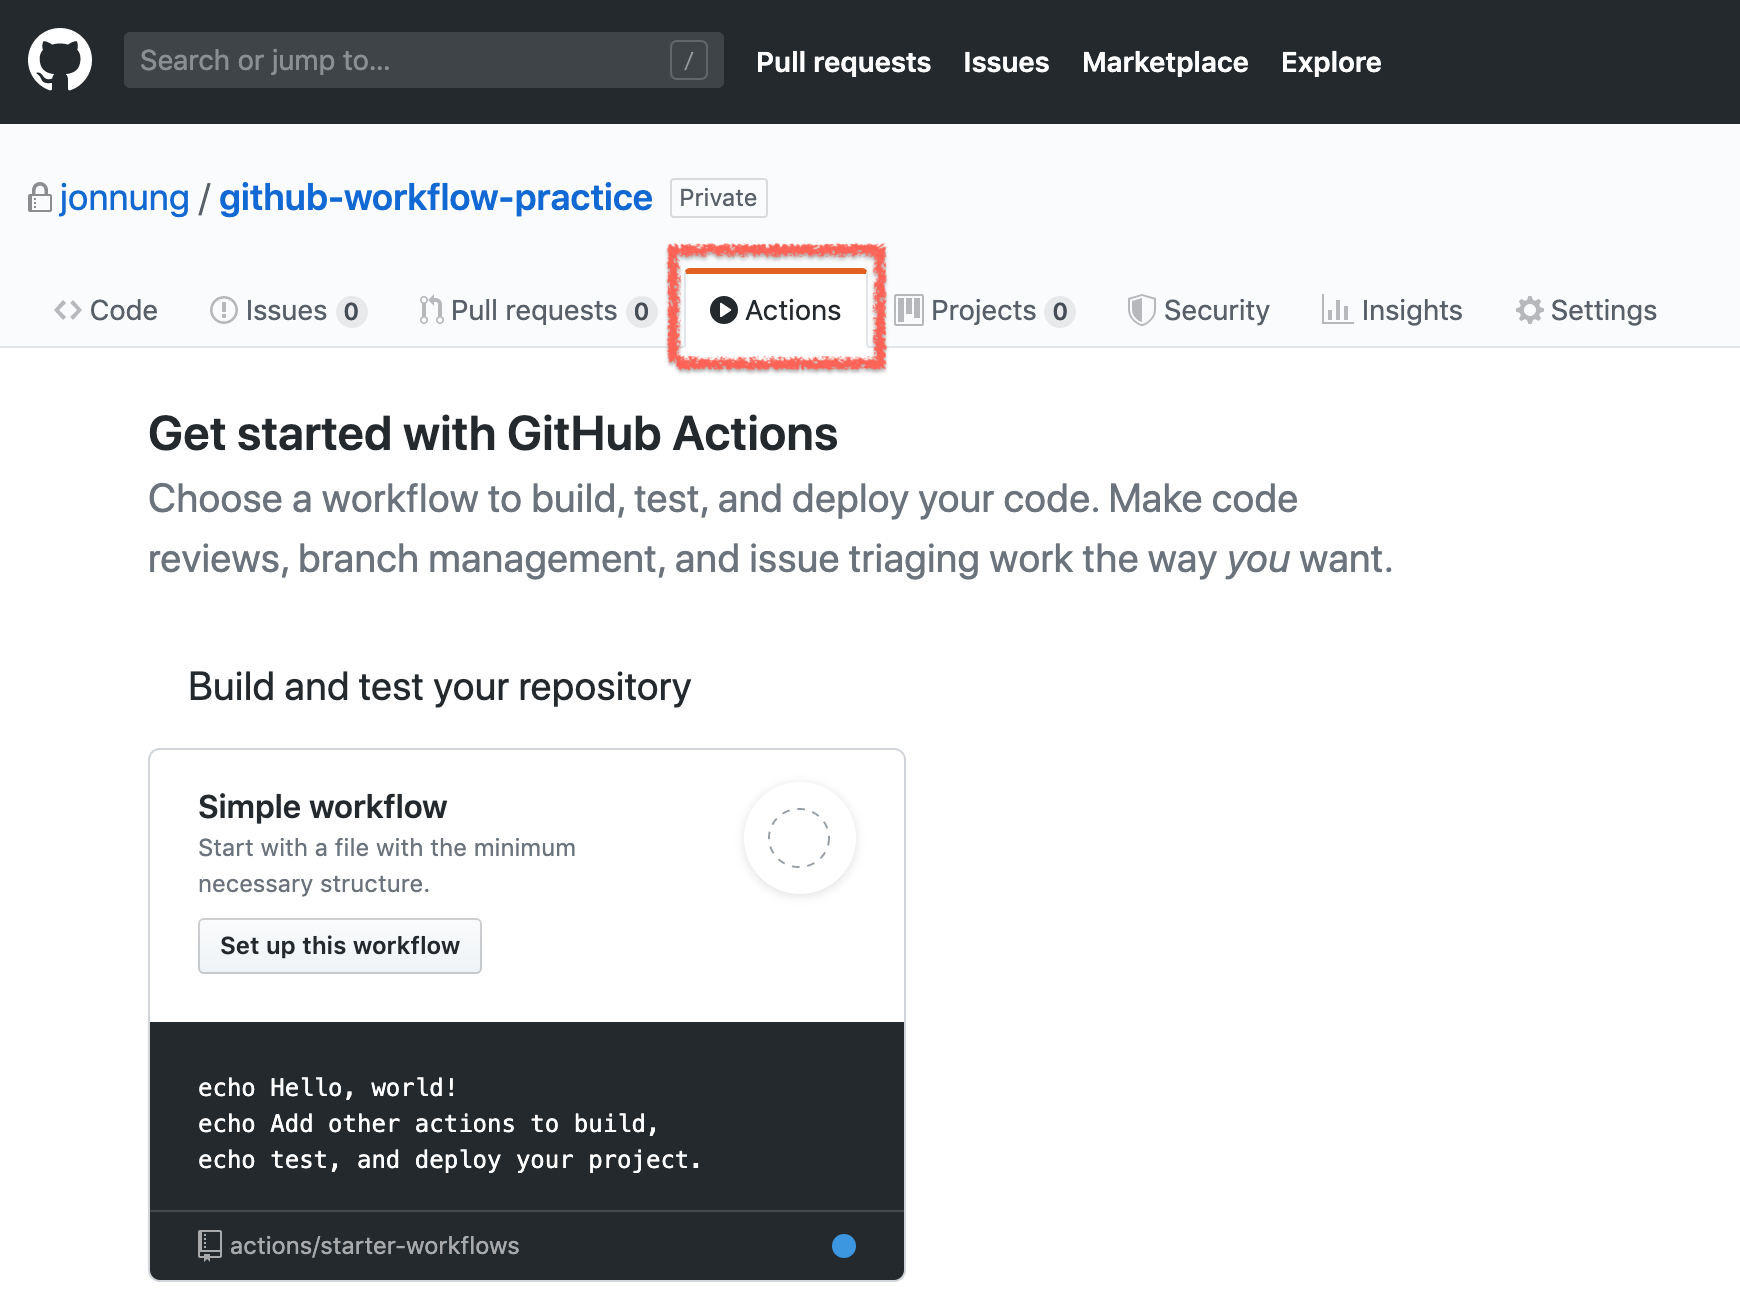 Search or jump to... / Pull requests Issues Marketplace Explore
jonnung / github-workflow-practice Private
Code Issues 0 Pull requests 0 Actions Projects 0 Security Insights Settings
Get started with GitHub Actions
Choose a workflow to build, test, and deploy your code. Make code
reviews, branch management, and issue triaging work the way you want.
Build and test your repository
Simple workflow
Start with a file with the minimum
necessary structure.
Set up this workflow
echo Hello, world!
echo Add other actions to build,
echo test, and deploy your project.
actions/starter-workflows